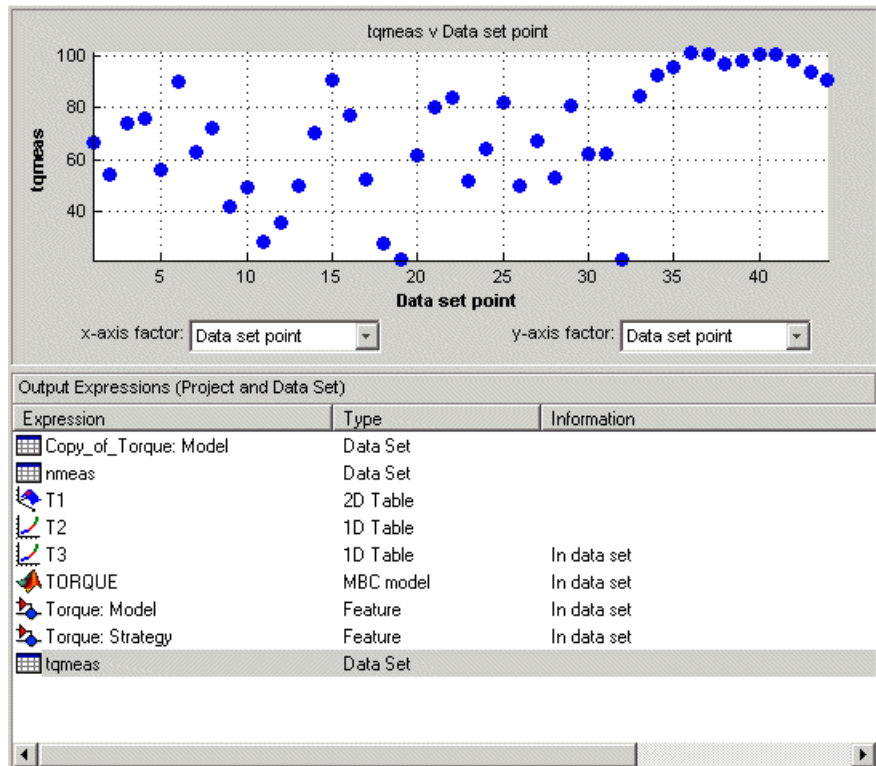 tqmeas v Data set point
100
80
60
40
tqmeas
5 10 15 20 25 30 35 40
Data set point
x-axis factor: Data set point y-axis factor: Data set point
Output Expressions (Project and Data Set)
Expression Type Information
Copy_of_Torque: Model Data Set
nmeas Data Set
T1 2D Table
T2 1D Table
T3 1D Table In data set
TORQUE MBC model In data set
Torque: Model Feature In data set
Torque: Strategy Feature In data set
tqmeas Data Set